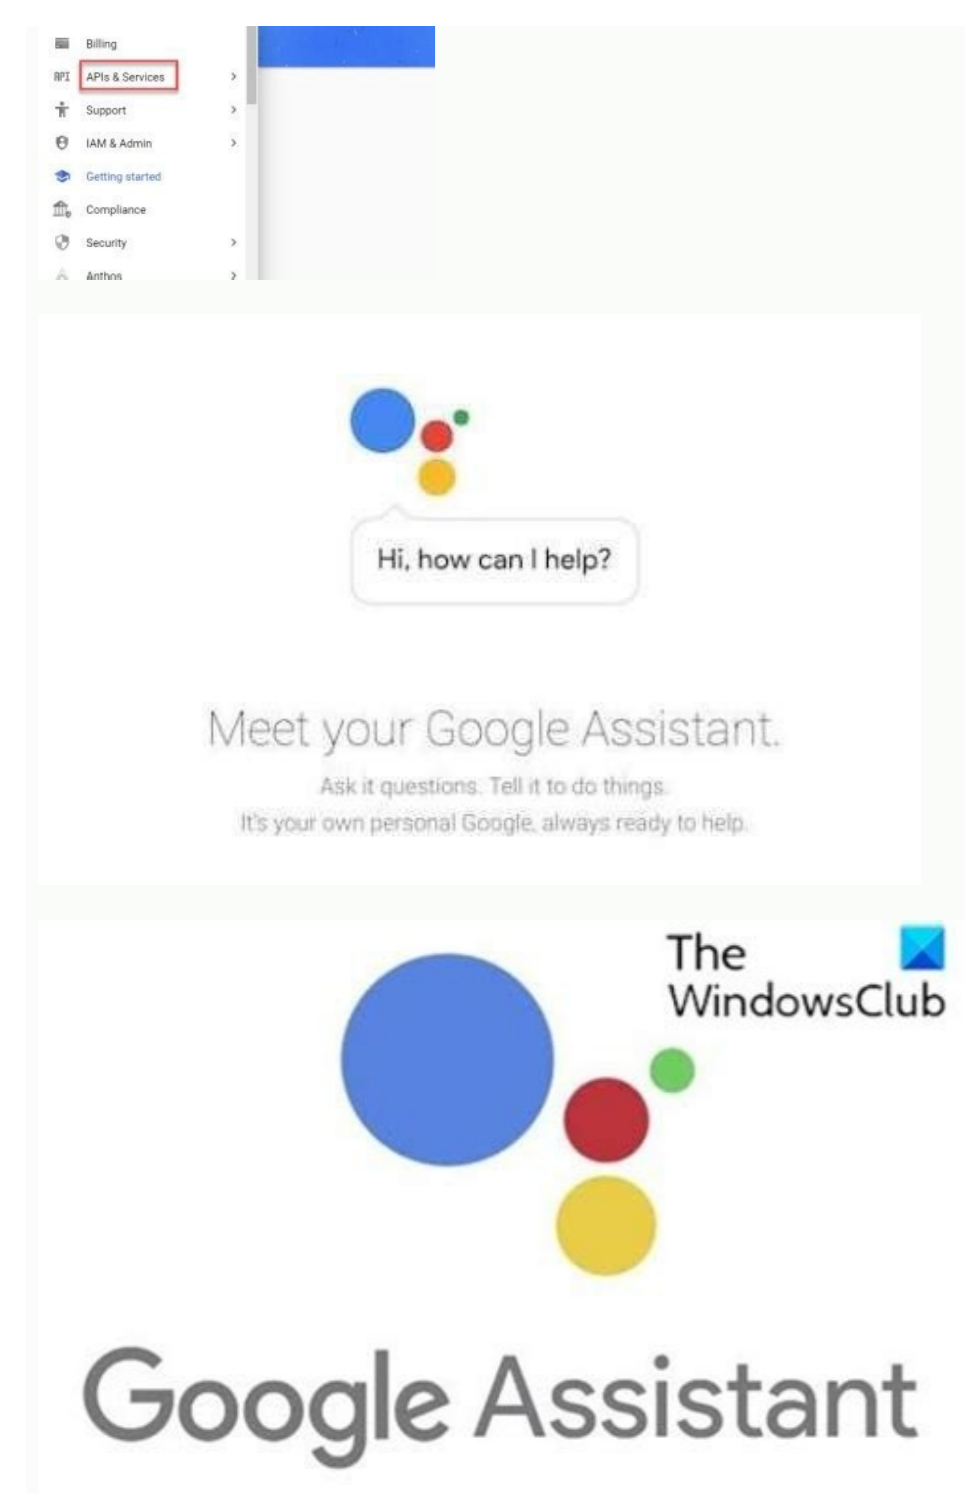 Billing
API APIs & Services
Support
IAM & Admin
Getting started
Compliance
Security
Anthos
Hi, how can I help?
Meet your Google Assistant.
Ask it questions. Tell it to do things.
It's your own personal Google, always ready to help.
The
WindowsClub
Google Assistant